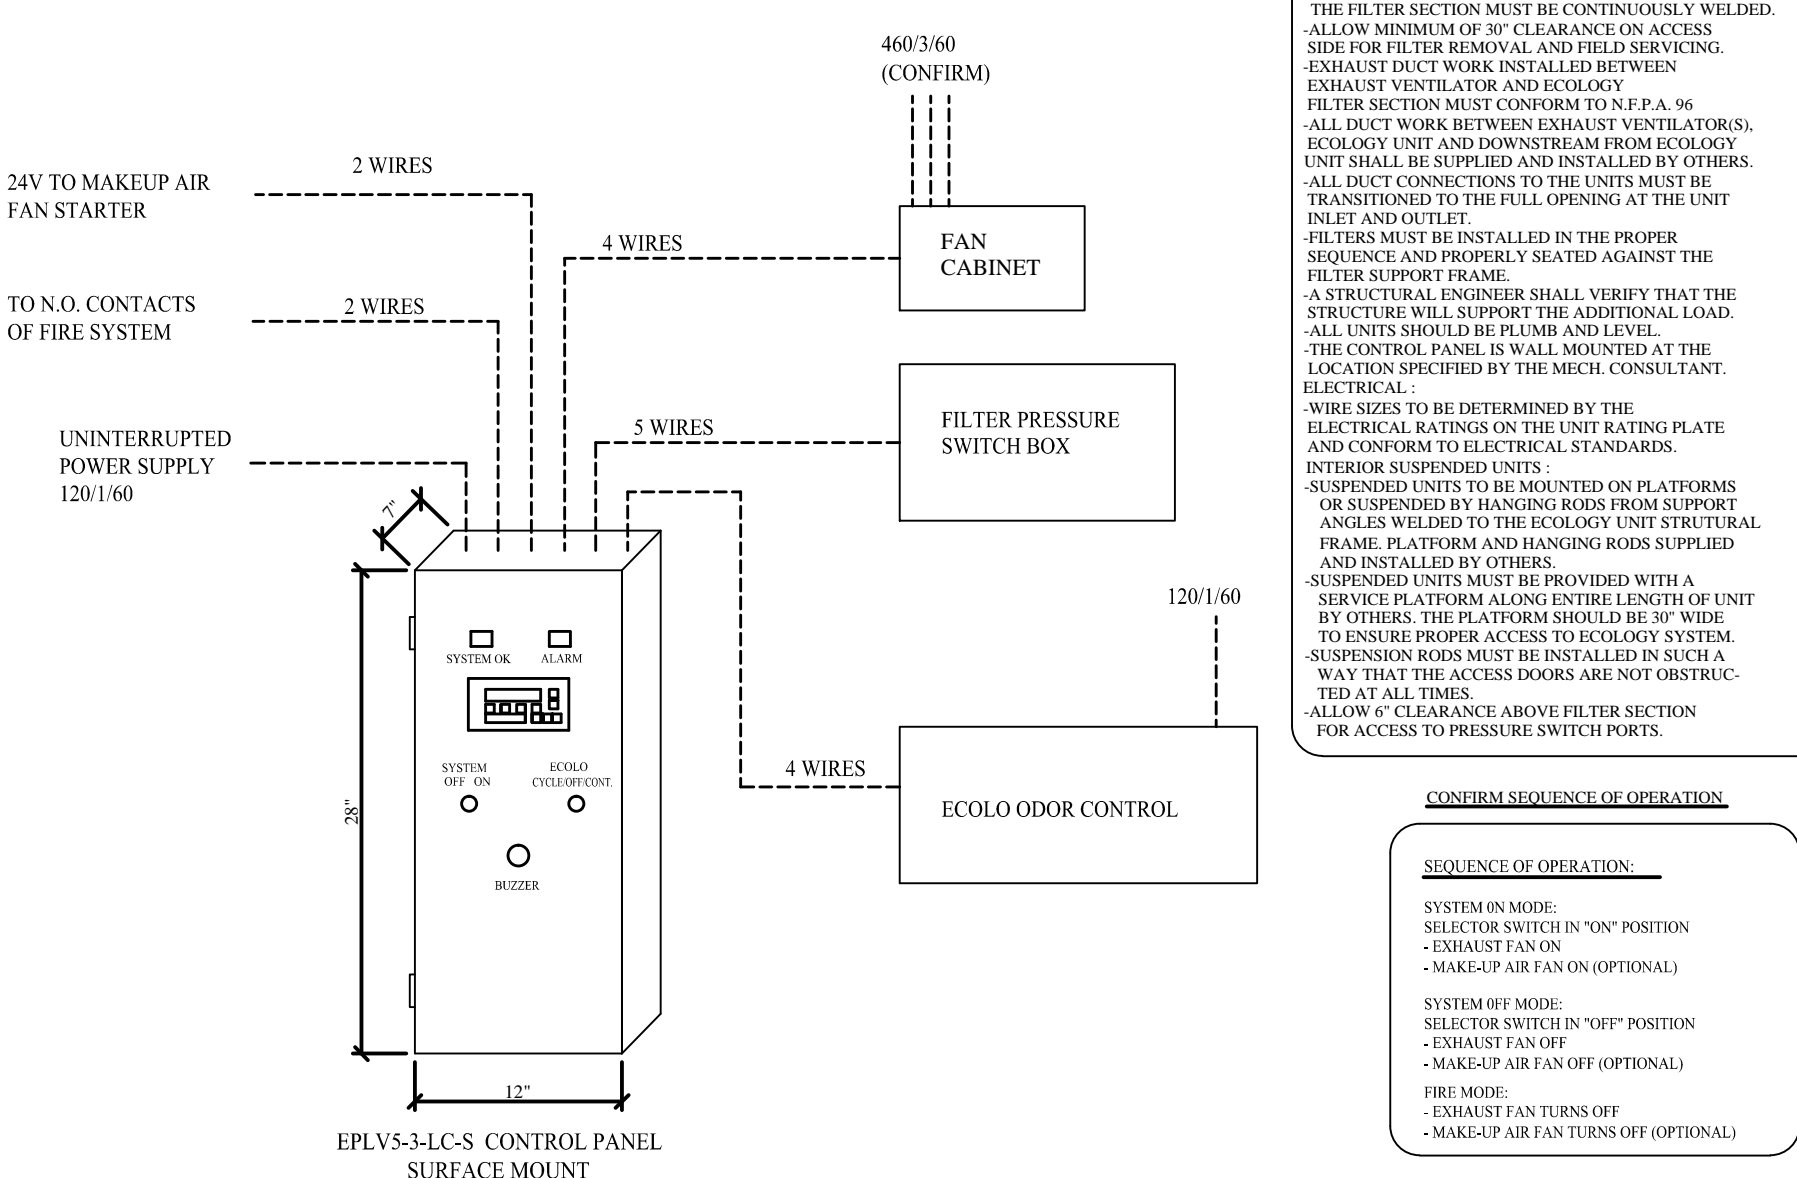 460/3/60
(CONFIRM)
2 WIRES
24V TO MAKEUP AIR
FAN STARTER
4 WIRES
FAN
CABINET
TO N.O. CONTACTS
OF FIRE SYSTEM
2 WIRES
5 WIRES
FILTER PRESSURE
SWITCH BOX
UNINTERRUPTED
POWER SUPPLY
120/1/60
7"
120/1/60
SYSTEM OK
ALARM
SYSTEM
OFF ON
ECOLO
CYCLE/OFF/CONT.
4 WIRES
ECOLO ODOR CONTROL
28"
BUZZER
12"
EPLV5-3-LC-S CONTROL PANEL
SURFACE MOUNT
THE FILTER SECTION MUST BE CONTINUOUSLY WELDED.
-ALLOW MINIMUM OF 30" CLEARANCE ON ACCESS
SIDE FOR FILTER REMOVAL AND FIELD SERVICING.
-EXHAUST DUCT WORK INSTALLED BETWEEN
EXHAUST VENTILATOR AND ECOLOGY
FILTER SECTION MUST CONFORM TO N.F.P.A. 96
-ALL DUCT WORK BETWEEN EXHAUST VENTILATOR(S),
ECOLOGY UNIT AND DOWNSTREAM FROM ECOLOGY
UNIT SHALL BE SUPPLIED AND INSTALLED BY OTHERS.
-ALL DUCT CONNECTIONS TO THE UNITS MUST BE
TRANSITIONED TO THE FULL OPENING AT THE UNIT
INLET AND OUTLET.
-FILTERS MUST BE INSTALLED IN THE PROPER
SEQUENCE AND PROPERLY SEATED AGAINST THE
FILTER SUPPORT FRAME.
-A STRUCTURAL ENGINEER SHALL VERIFY THAT THE
STRUCTURE WILL SUPPORT THE ADDITIONAL LOAD.
-ALL UNITS SHOULD BE PLUMB AND LEVEL.
-THE CONTROL PANEL IS WALL MOUNTED AT THE
LOCATION SPECIFIED BY THE MECH. CONSULTANT.
ELECTRICAL :
-WIRE SIZES TO BE DETERMINED BY THE
ELECTRICAL RATINGS ON THE UNIT RATING PLATE
AND CONFORM TO ELECTRICAL STANDARDS.
INTERIOR SUSPENDED UNITS :
-SUSPENDED UNITS TO BE MOUNTED ON PLATFORMS
OR SUSPENDED BY HANGING RODS FROM SUPPORT
ANGLES WELDED TO THE ECOLOGY UNIT STRUTURAL
FRAME. PLATFORM AND HANGING RODS SUPPLIED
AND INSTALLED BY OTHERS.
-SUSPENDED UNITS MUST BE PROVIDED WITH A
SERVICE PLATFORM ALONG ENTIRE LENGTH OF UNIT
BY OTHERS. THE PLATFORM SHOULD BE 30" WIDE
TO ENSURE PROPER ACCESS TO ECOLOGY SYSTEM.
-SUSPENSION RODS MUST BE INSTALLED IN SUCH A
WAY THAT THE ACCESS DOORS ARE NOT OBSTRUC-
TED AT ALL TIMES.
-ALLOW 6" CLEARANCE ABOVE FILTER SECTION
FOR ACCESS TO PRESSURE SWITCH PORTS.
CONFIRM SEQUENCE OF OPERATION
SEQUENCE OF OPERATION:
SYSTEM 0N MODE:
SELECTOR SWITCH IN "ON" POSITION
- EXHAUST FAN ON
- MAKE-UP AIR FAN ON (OPTIONAL)
SYSTEM 0FF MODE:
SELECTOR SWITCH IN "OFF" POSITION
- EXHAUST FAN OFF
- MAKE-UP AIR FAN OFF (OPTIONAL)
FIRE MODE:
- EXHAUST FAN TURNS OFF
- MAKE-UP AIR FAN TURNS OFF (OPTIONAL)